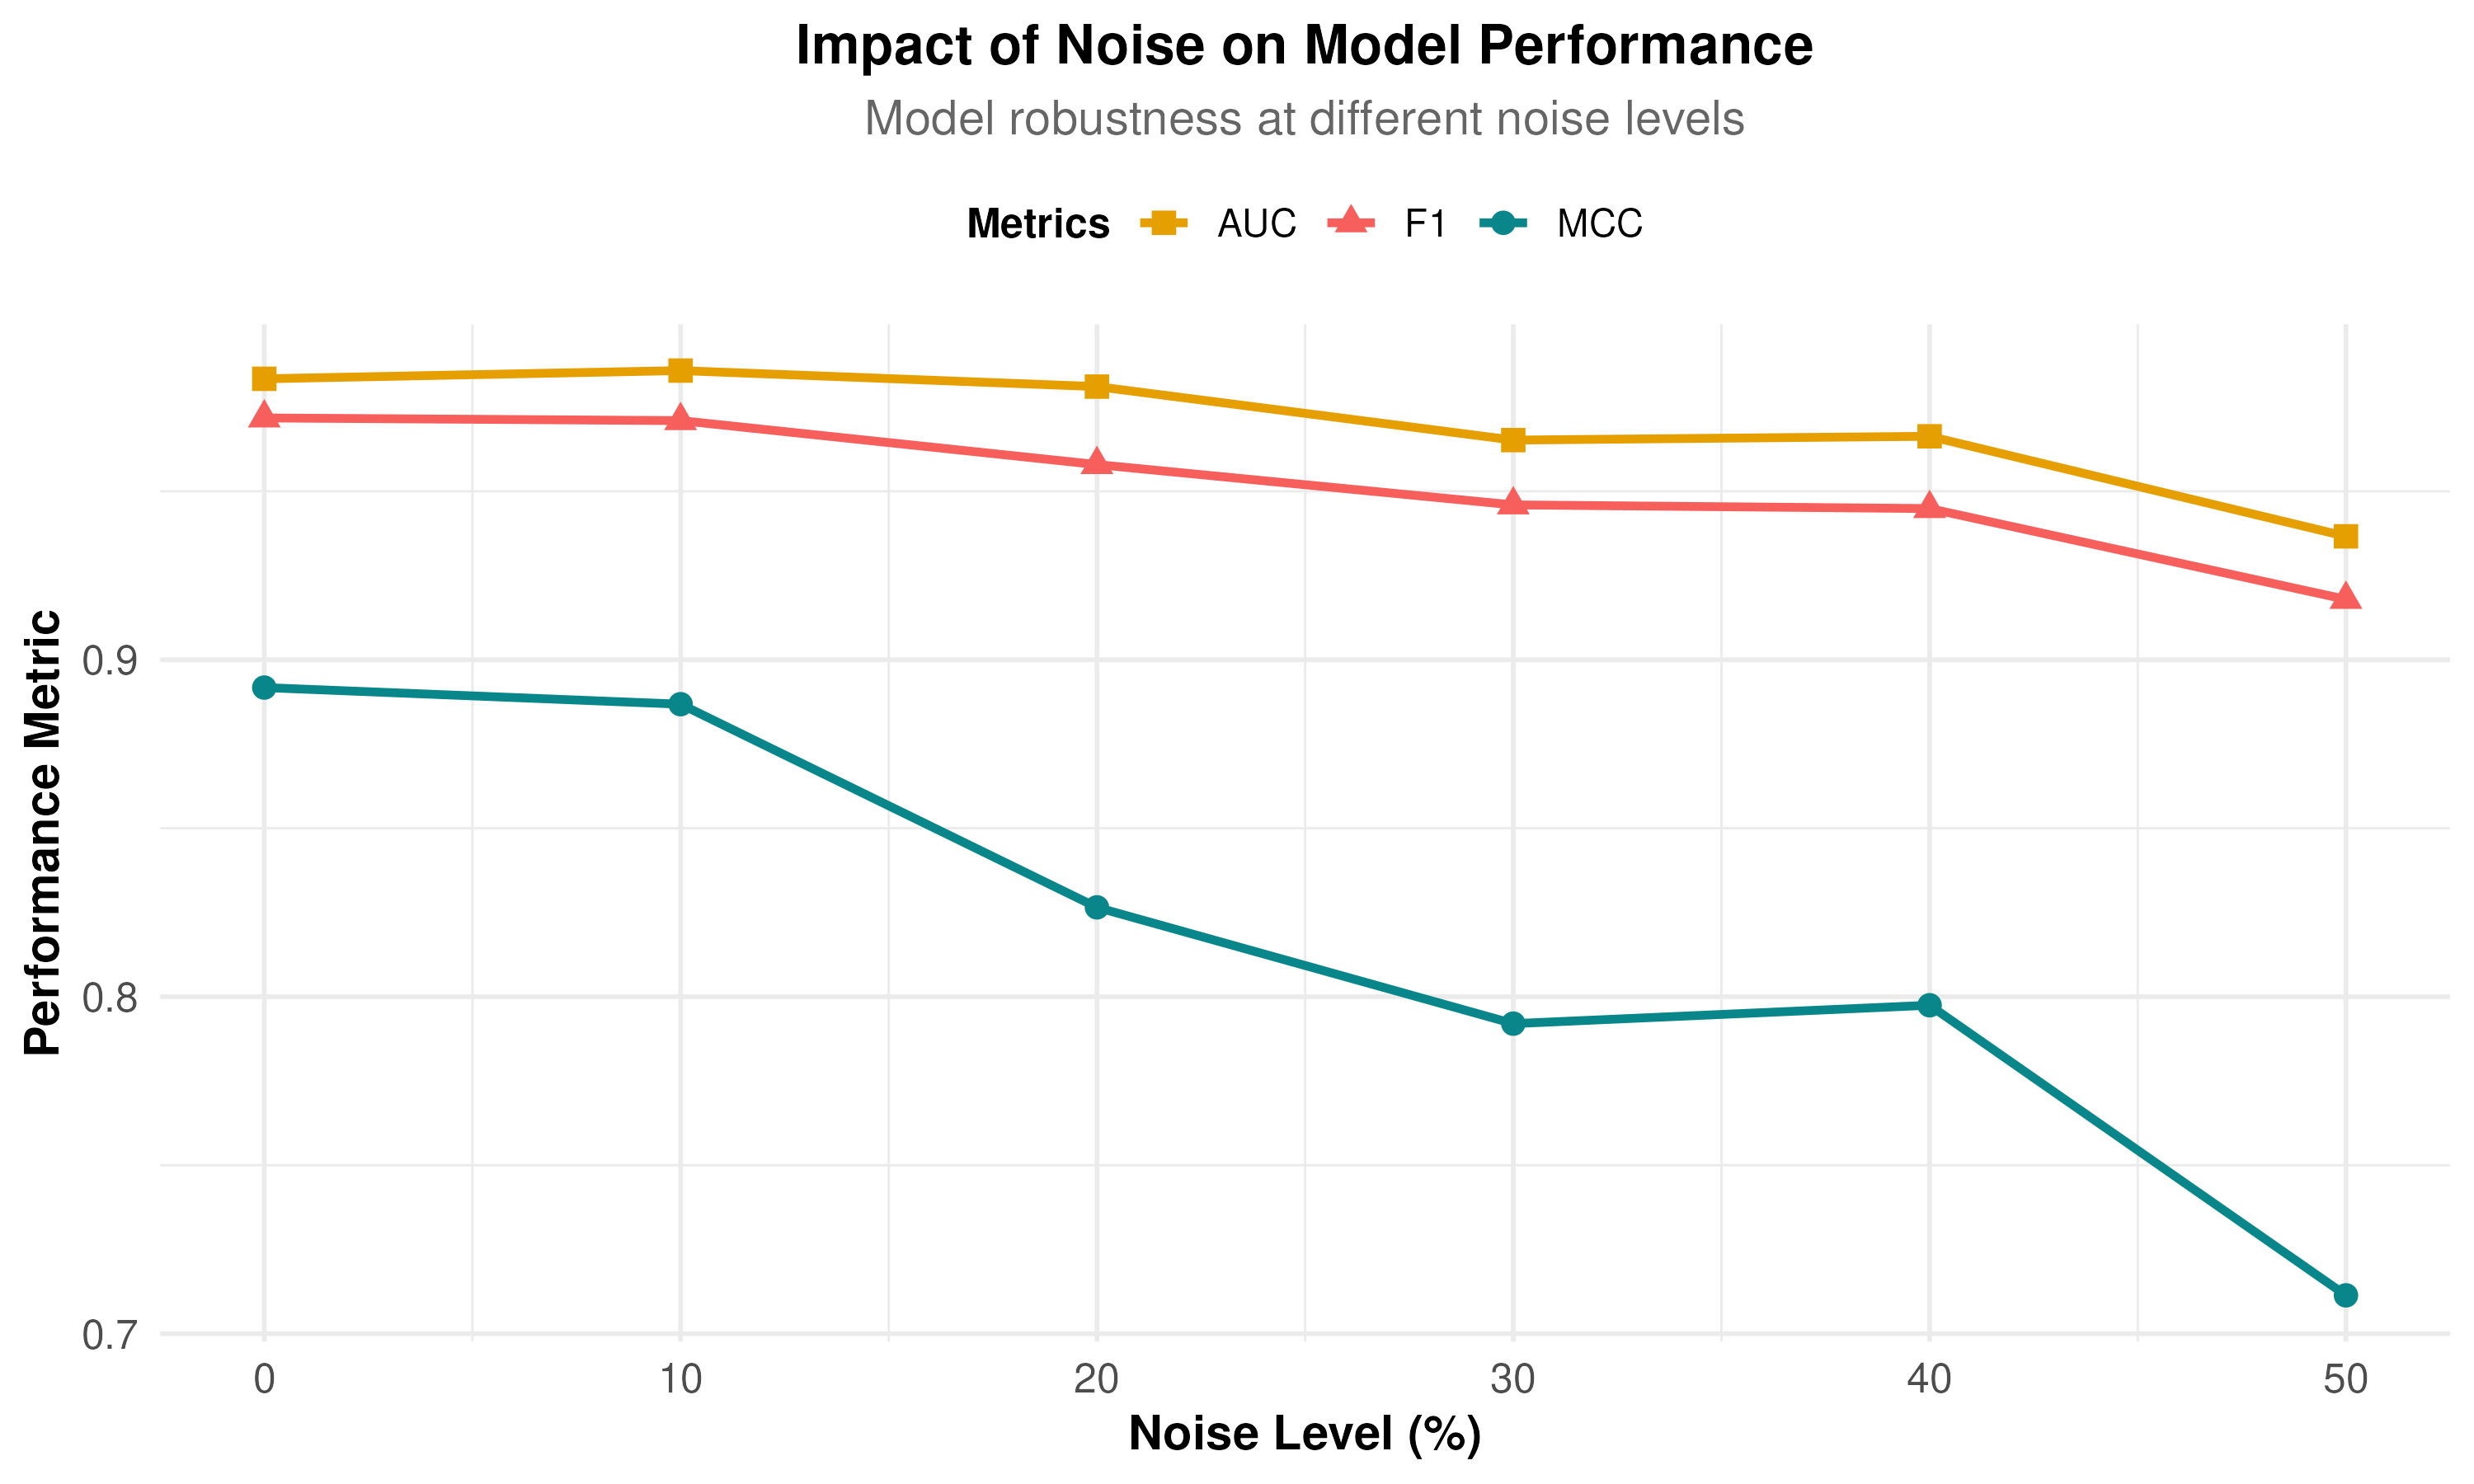 Impact of Noise on Model Performance
Model robustness at different noise levels
Metrics AUC F1 MCC
Performance Metric
0.9
0.8
0.7
0 10 20 30 40 50
Noise Level (%)